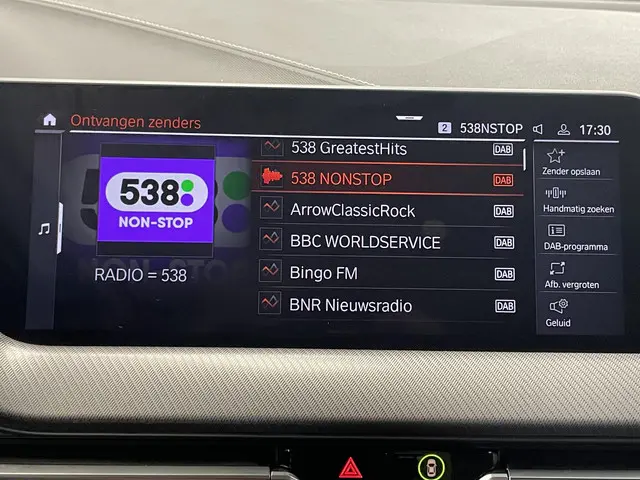 Ontvangen zenders
2 538NSTOP 17:30
538:
NON-STOP
RADIO = 538
538 GreatestHits DAB
538 NONSTOP DAB
ArrowClassicRock DAB
BBC WORLDSERVICE DAB
Bingo FM DAB
BNR Nieuwsradio DAB
Zender opslaan
Handmatig zoeken
DAB-programma
Afb. vergroten
Geluid